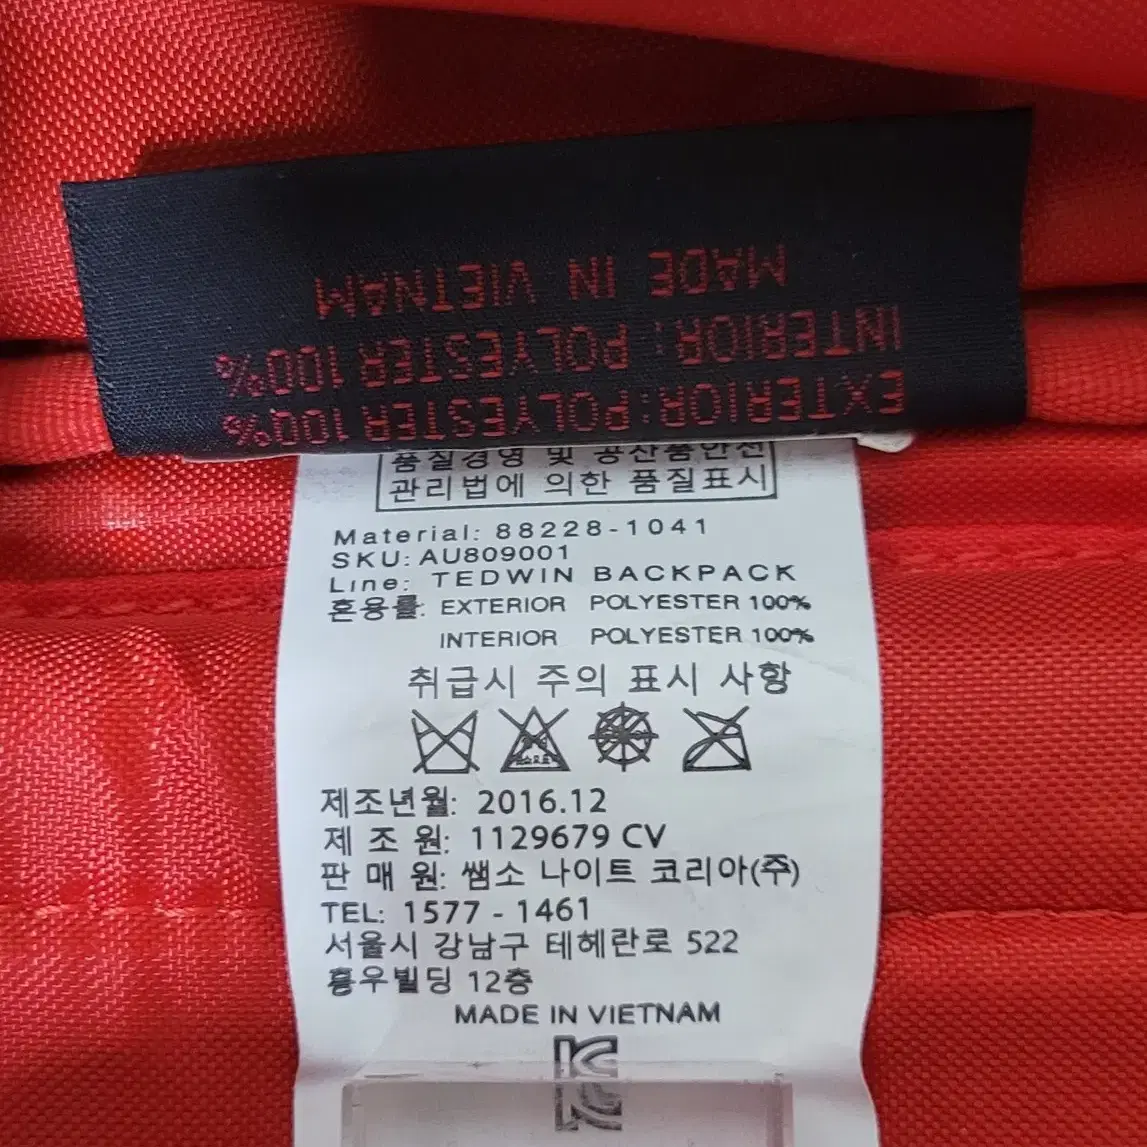 MADE IN VIETNAM
INTERIOR: POLYESTER 100%
EXTERIOR: POLYESTER 100%
품질경영 및 공산품안전
관리법에 의한 품질표시
Material: 88228-1041
SKU: AU809001
Line: TEDWIN BACKPACK
혼용률: EXTERIOR POLYESTER 100%
INTERIOR POLYESTER 100%
취급시 주의 표시 사항
제조년월: 2016.12
제 조 원: 1129679 CV
판 매 원: 쌤소 나이트 코리아(주)
TEL: 1577 - 1461
서울시 강남구 테헤란로 522
홍우빌딩 12층
MADE IN VIETNAM